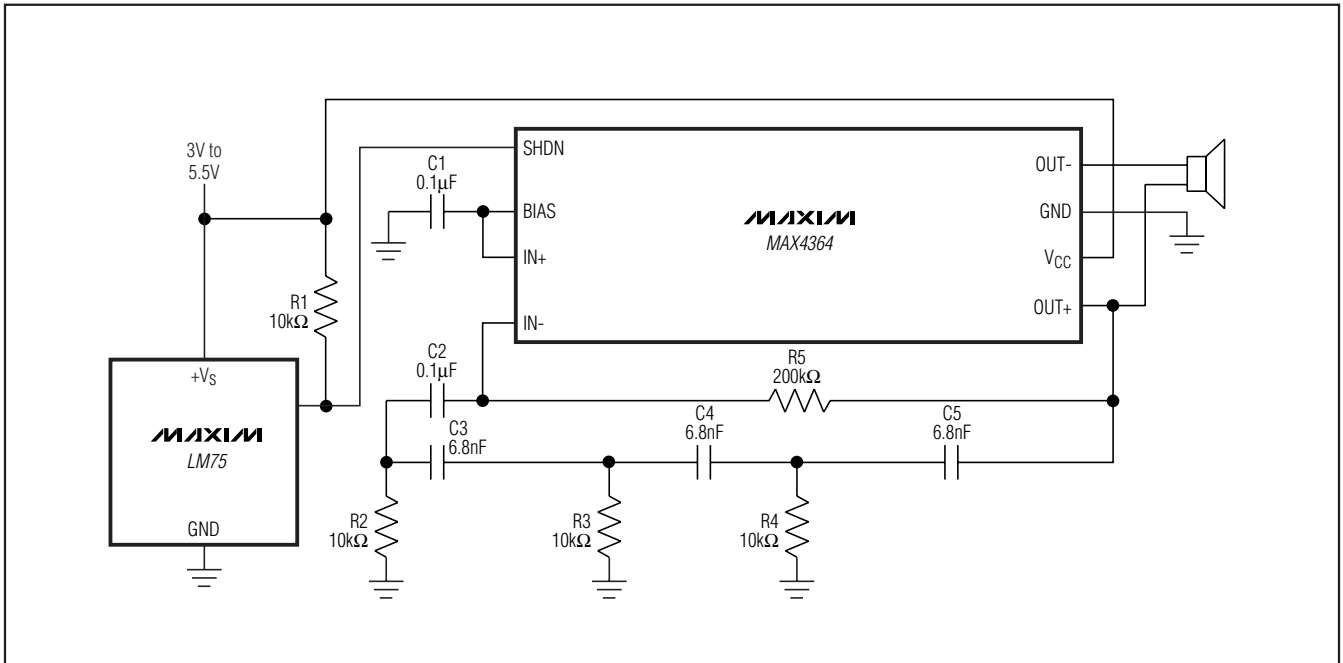 3V to
5.5V
R1
10kΩ
+VS
MAXIM
LM75
GND
C1
0.1µF
SHDN
BIAS
IN+
IN-
MAXIM
MAX4364
OUT-
GND
VCC
OUT+
C2
0.1µF
R5
200kΩ
C3
6.8nF
C4
6.8nF
C5
6.8nF
R2
10kΩ
R3
10kΩ
R4
10kΩ